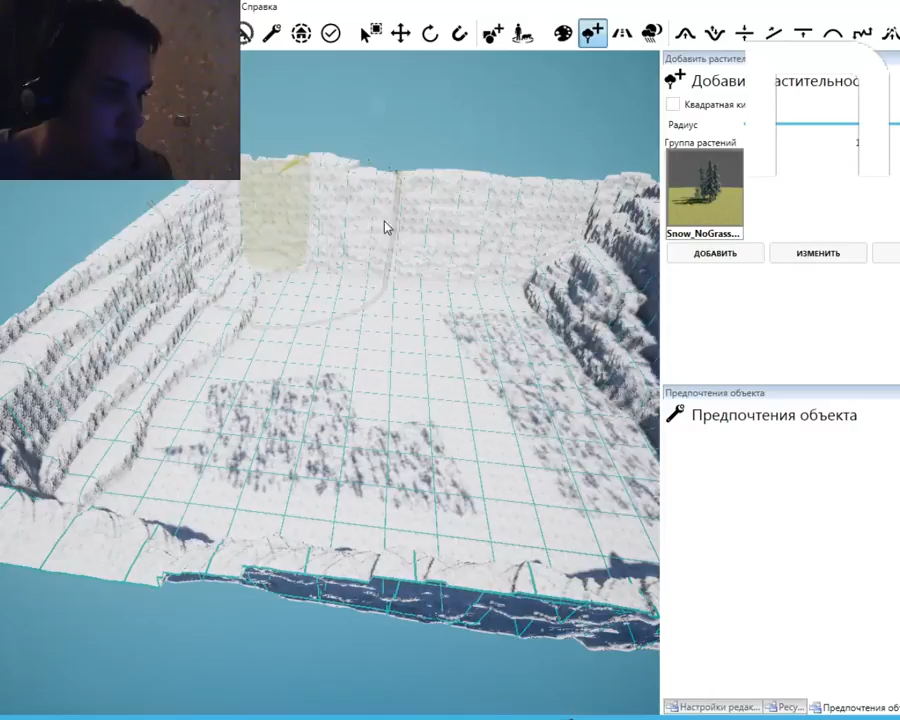 Справка
Добавить растител
Добави астительнос
Квадратная ки
Радиус
Группа растений
1
Snow_NoGrass...
ДОБАВИТЬ
ИЗМЕНИТЬ
Предпочтения объекта
Предпочтения объекта
Настройки редак...
Ресу...
Предпочтения об